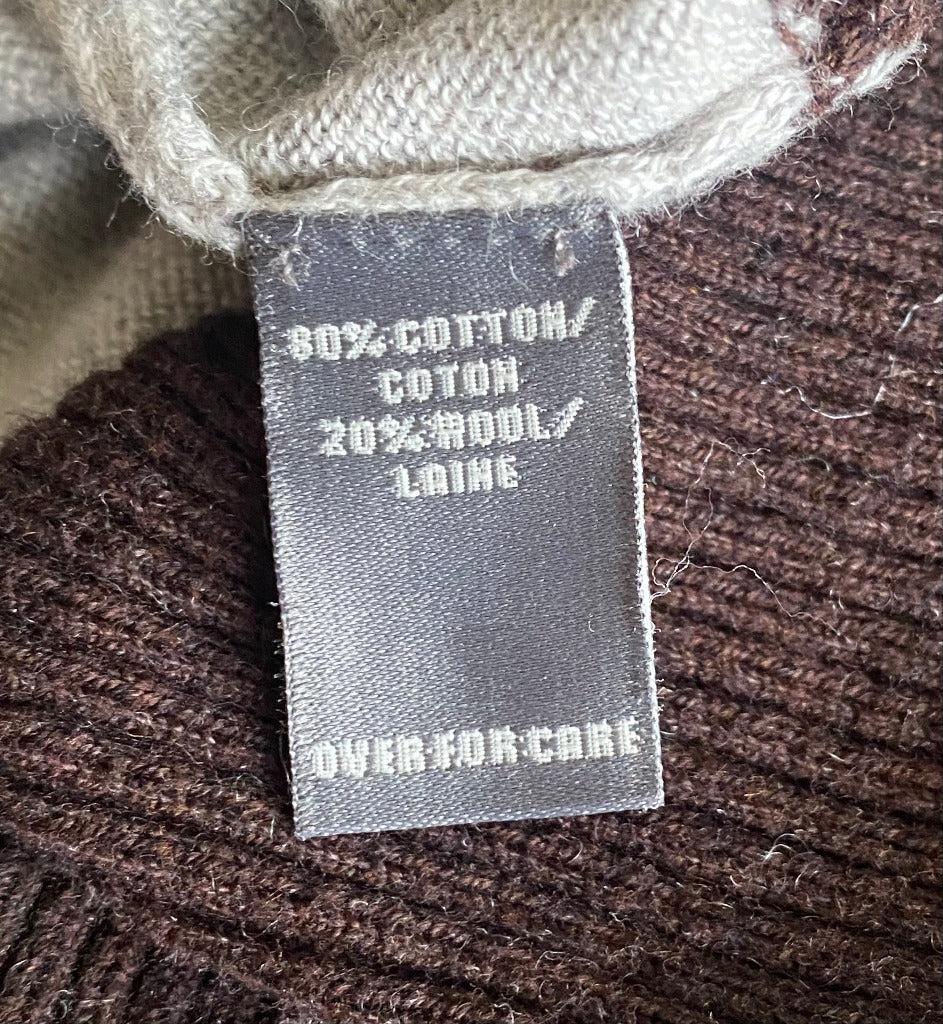 80% COTTON/
COTON
20% WOOL/
LAINE
OVER FOR CARE